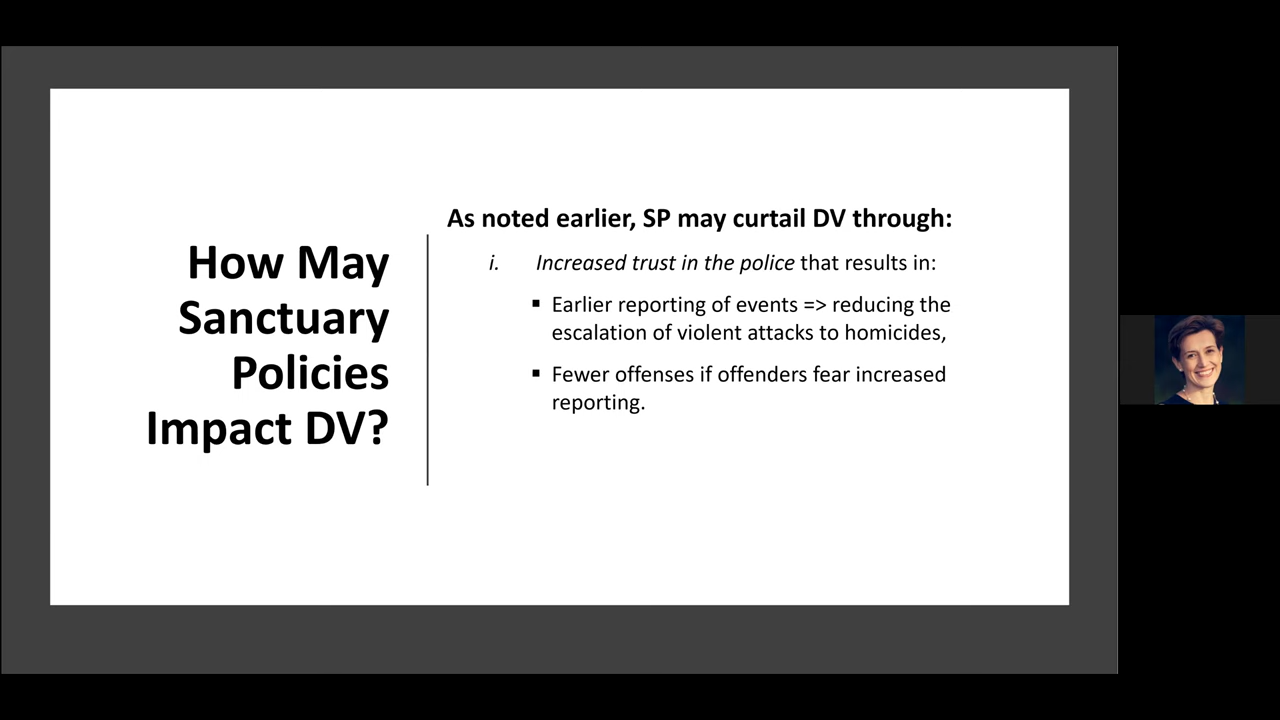 How May
Sanctuary
Policies
Impact DV?
As noted earlier, SP may curtail DV through:
i. Increased trust in the police that results in:
▪ Earlier reporting of events => reducing the
escalation of violent attacks to homicides,
▪ Fewer offenses if offenders fear increased
reporting.